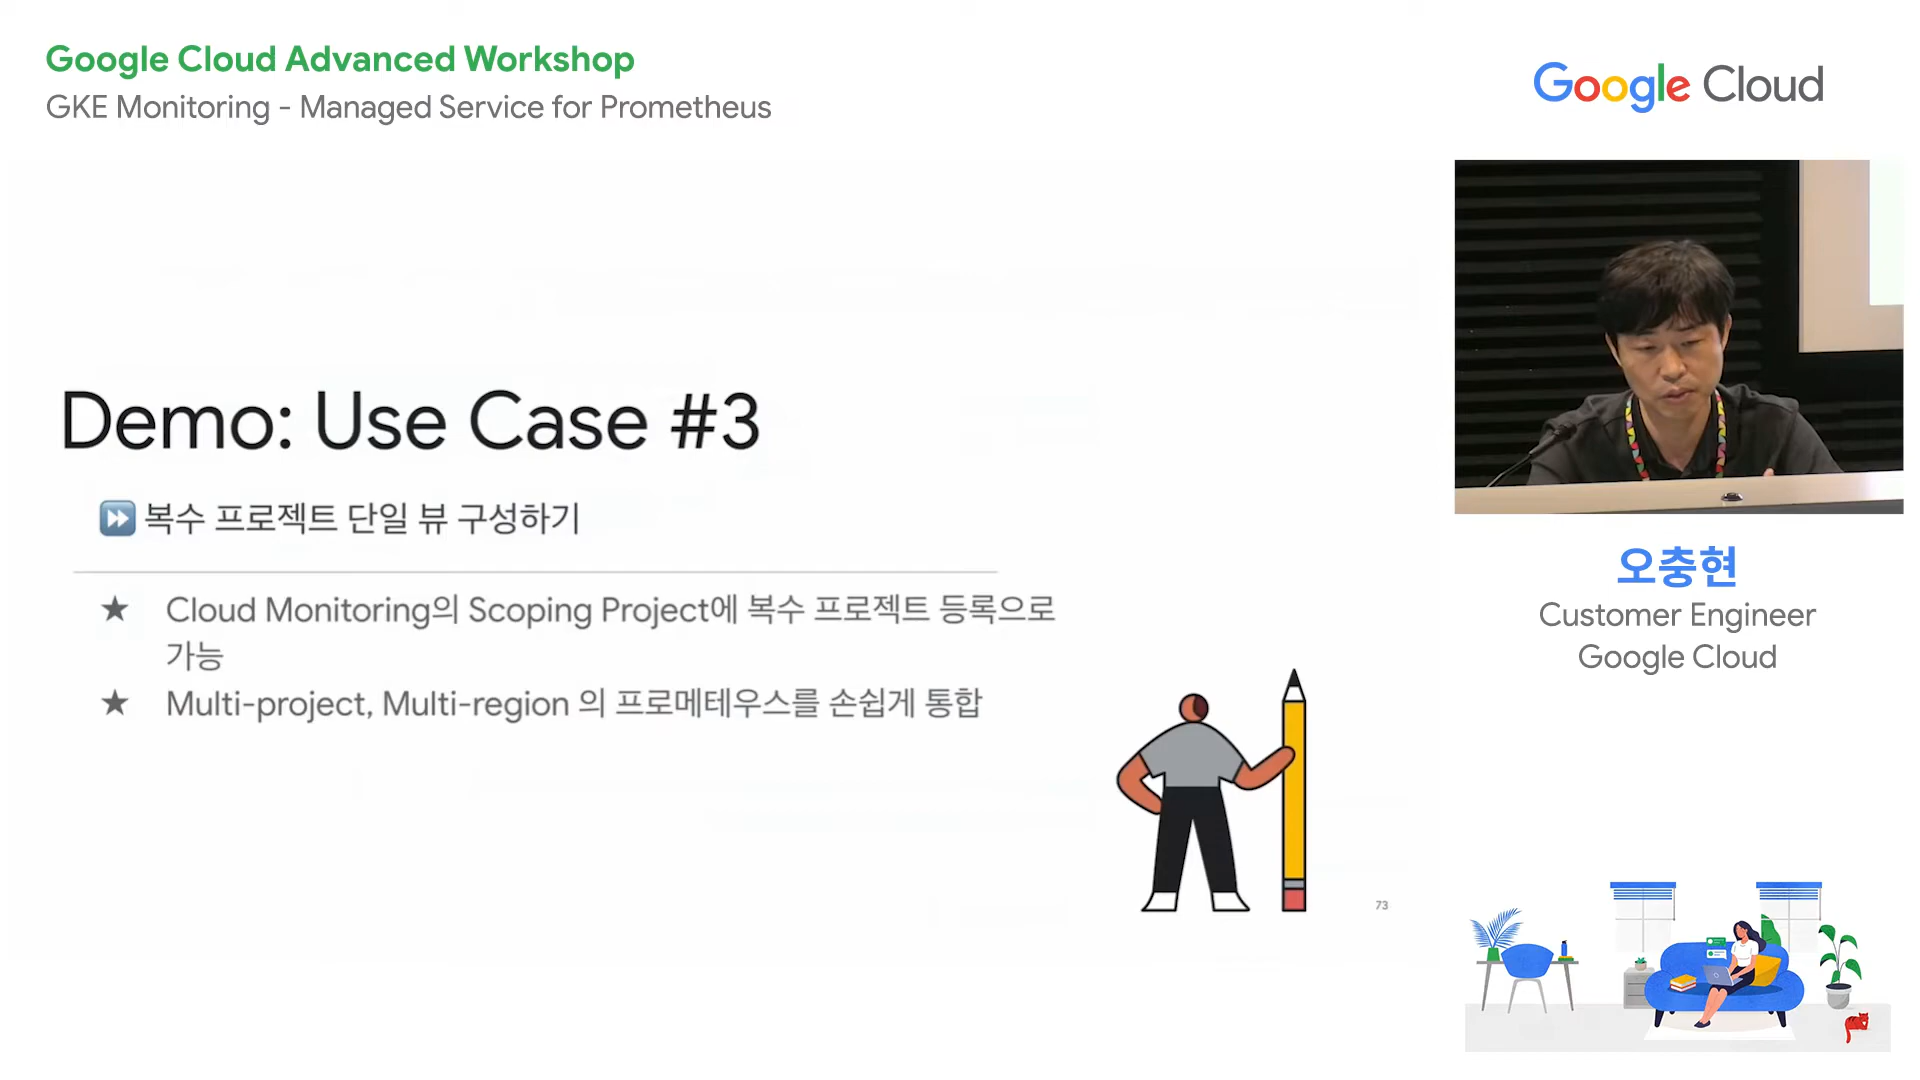 Google Cloud Advanced Workshop
GKE Monitoring - Managed Service for Prometheus
Google Cloud
Demo: Use Case #3
⏩ 복수 프로젝트 단일 뷰 구성하기
★ Cloud Monitoring의 Scoping Project에 복수 프로젝트 등록으로
가능
★ Multi-project, Multi-region 의 프로메테우스를 손쉽게 통합
73
오충현
Customer Engineer
Google Cloud